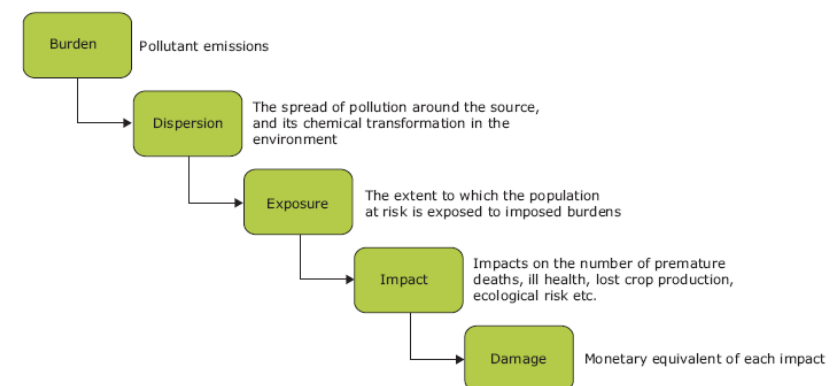 Burden
Pollutant emissions
Dispersion
The spread of pollution around the source,
and its chemical transformation in the
environment
Exposure
The extent to which the population
at risk is exposed to imposed burdens
Impact
Impacts on the number of premature
deaths, ill health, lost crop production,
ecological risk etc.
Damage
Monetary equivalent of each impact